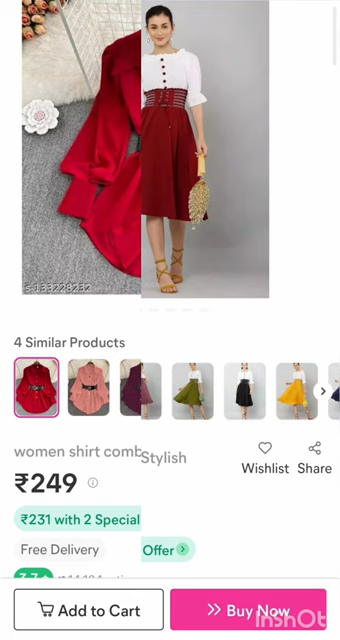 s-133228232
4 Similar Products
women shirt comb
Stylish
Wishlist Share
₹249
₹231 with 2 Special
Free Delivery
Offer
Add to Cart
Buy Now
InShOt